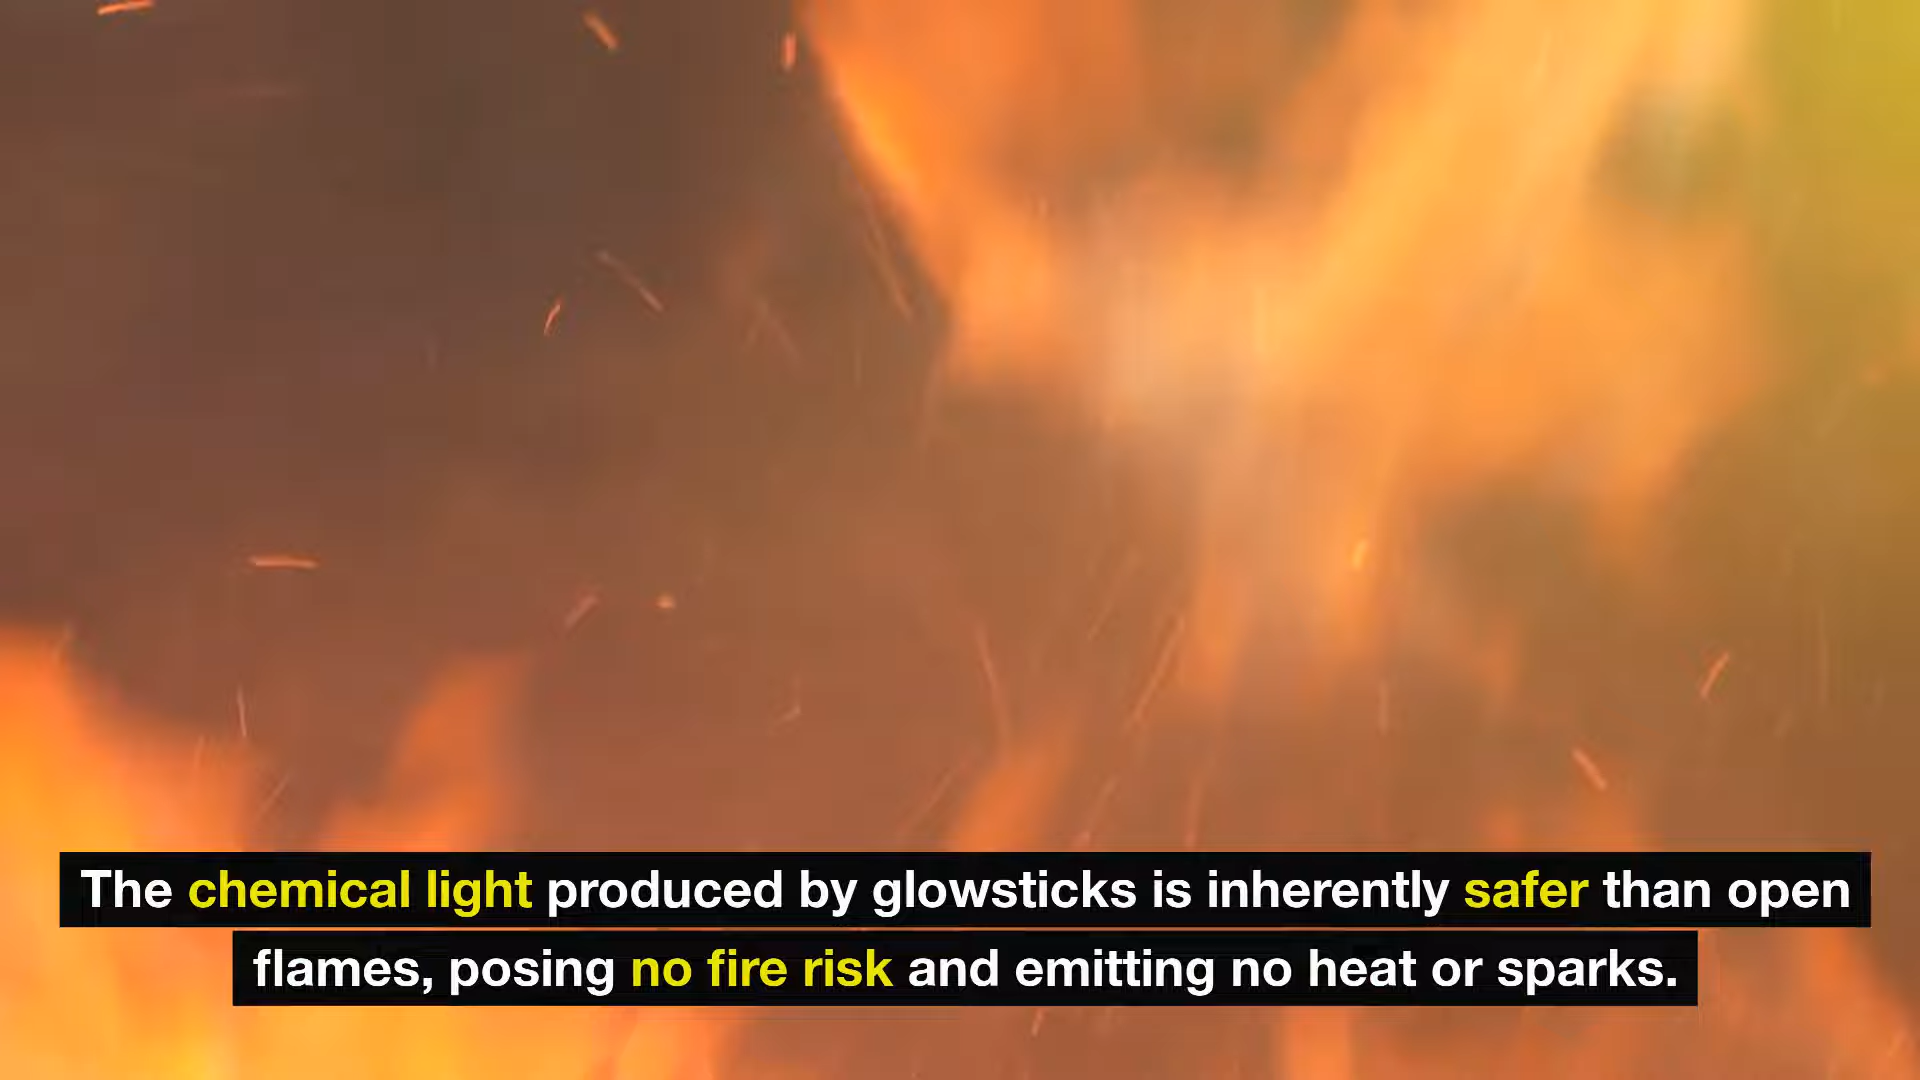 The chemical light produced by glowsticks is inherently safer than open
flames, posing no fire risk and emitting no heat or sparks.